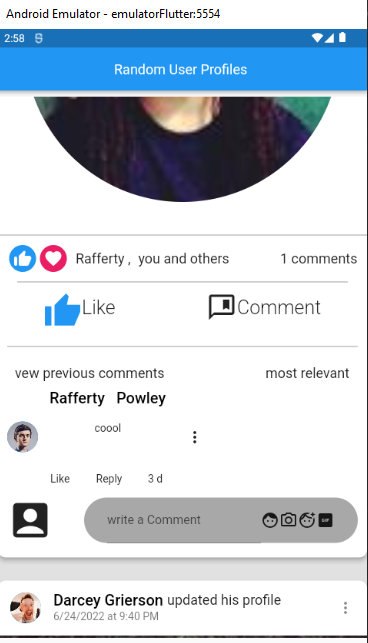 Android Emulator - emulatorFlutter:5554
2:58
Random User Profiles
Rafferty , you and others 1 comments
Like Comment
vew previous comments most relevant
Rafferty Powley
coool
Like Reply 3 d
write a Comment GIF
Darcey Grierson updated his profile
6/24/2022 at 9:40 PM